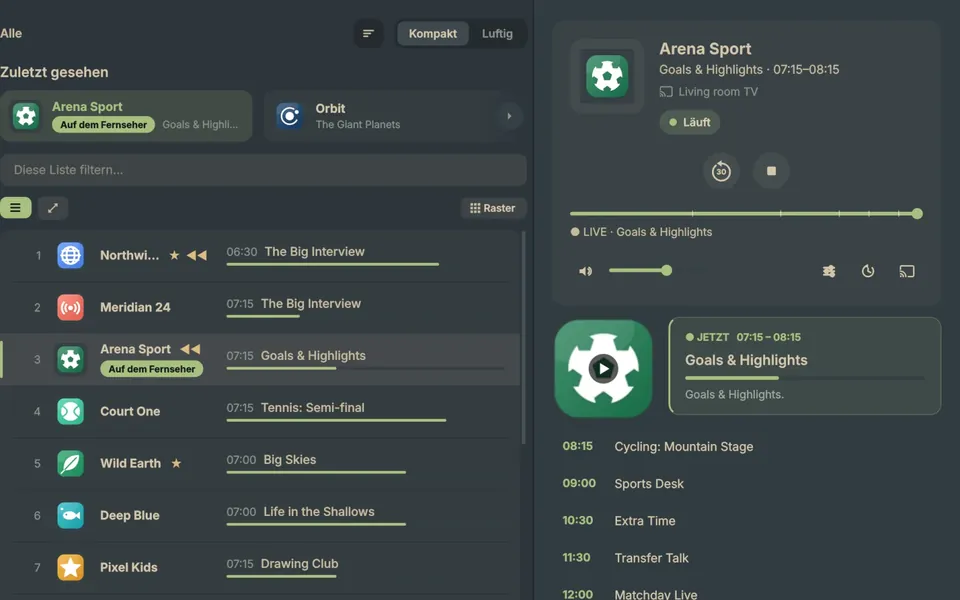 Alle
Kompakt
Luftig
Zuletzt gesehen
Arena Sport
Auf dem Fernseher
Goals & Highli...
Orbit
The Giant Planets
Diese Liste filtern...
Raster
1 Northwi... 06:30 The Big Interview
2 Meridian 24 07:15 The Big Interview
3 Arena Sport 07:15 Goals & Highlights
Auf dem Fernseher
4 Court One 07:15 Tennis: Semi-final
5 Wild Earth 07:00 Big Skies
6 Deep Blue 07:00 Life in the Shallows
7 Pixel Kids 07:15 Drawing Club
Arena Sport
Goals & Highlights · 07:15–08:15
Living room TV
Läuft
30
LIVE · Goals & Highlights
JETZT 07:15 – 08:15
Goals & Highlights
Goals & Highlights.
08:15 Cycling: Mountain Stage
09:00 Sports Desk
10:30 Extra Time
11:30 Transfer Talk
12:00 Matchday Live